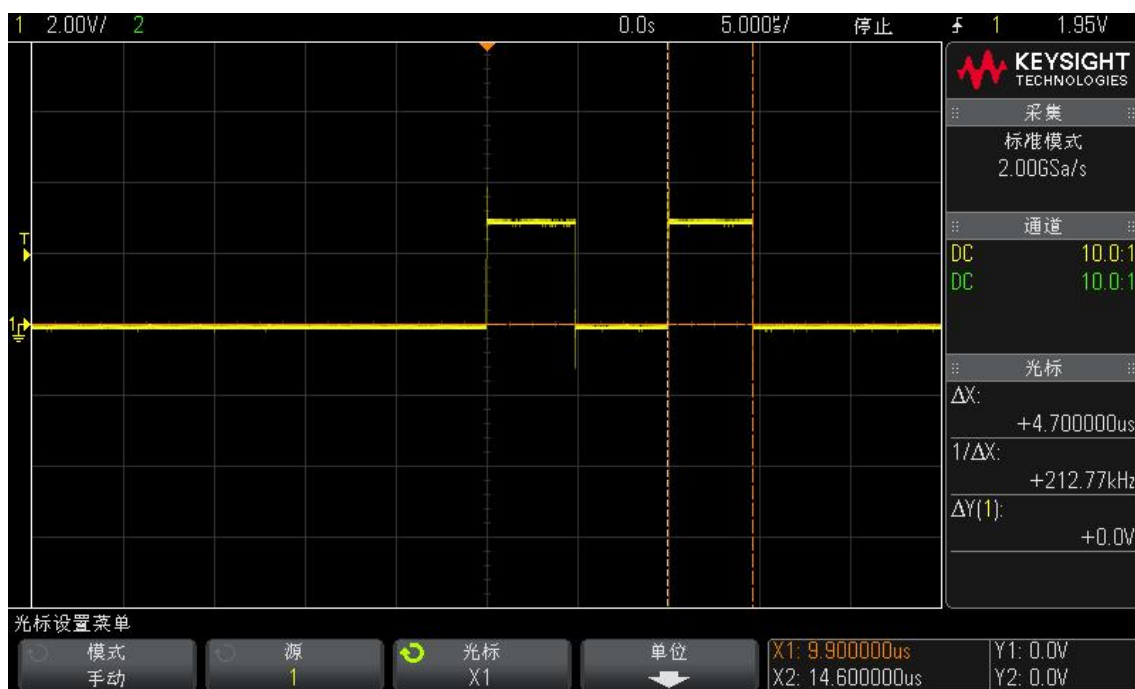 1 2.00V/ 2 0.0s 5.000㎲/ 停止 1 1.95V
KEYSIGHT
TECHNOLOGIES
采集
标准模式
2.00GSa/s
通道
DC 10.0:1
DC 10.0:1
光标
ΔX:
+4.700000us
1/ΔX:
+212.77kHz
ΔY(1):
+0.0V
T
1
光标设置菜单
模式
手动
源
1
光标
X1
单位
X1: 9.900000us
X2: 14.600000us
Y1: 0.0V
Y2: 0.0V